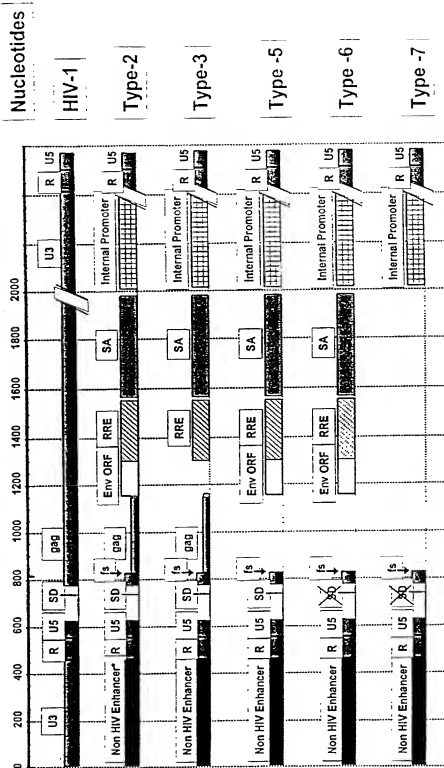 0 200 400 600 800 1000 1200 1400 1600 1800 2000 Nucleotides
U3 R U5 SD gag U3 R U5 HIV-1
Non HIV Enhancer* R U5 SD fs gag Env ORF RRE SA Internal Promoter R U5 Type-2
Non HIV Enhancer R U5 SD fs gag RRE SA Internal Promoter R U5 Type-3
Non HIV Enhancer R U5 SD fs Env ORF RRE SA Internal Promoter R U5 Type -5
Non HIV Enhancer R U5 SD fs Env ORF RRE SA Internal Promoter R U5 Type -6
Non HIV Enhancer R U5 SD fs Internal Promoter R U5 Type -7